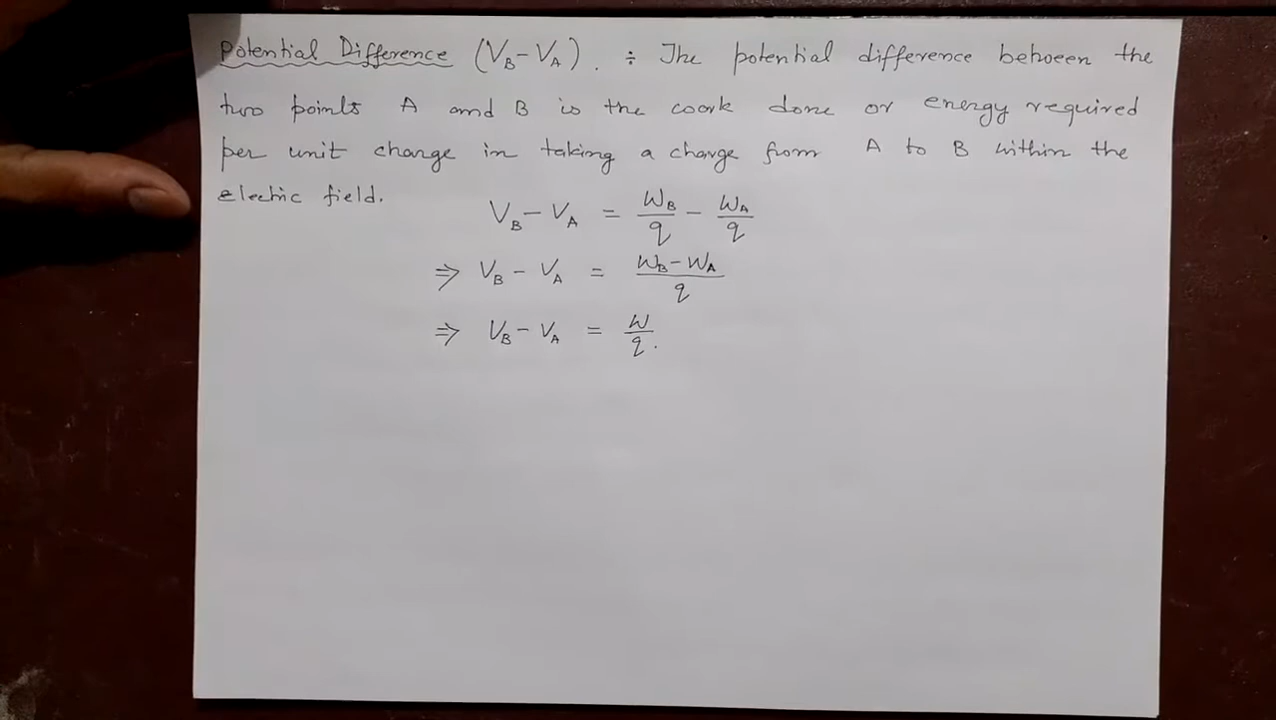 Potential Difference (V_B - V_A). ÷ The potential difference between the
two points A and B is the work done or energy required
per unit charge in taking a charge from A to B within the
electric field.
V_B - V_A = W_B/q - W_A/q
⇒ V_B - V_A = (W_B - W_A)/q
⇒ V_B - V_A = W/q.